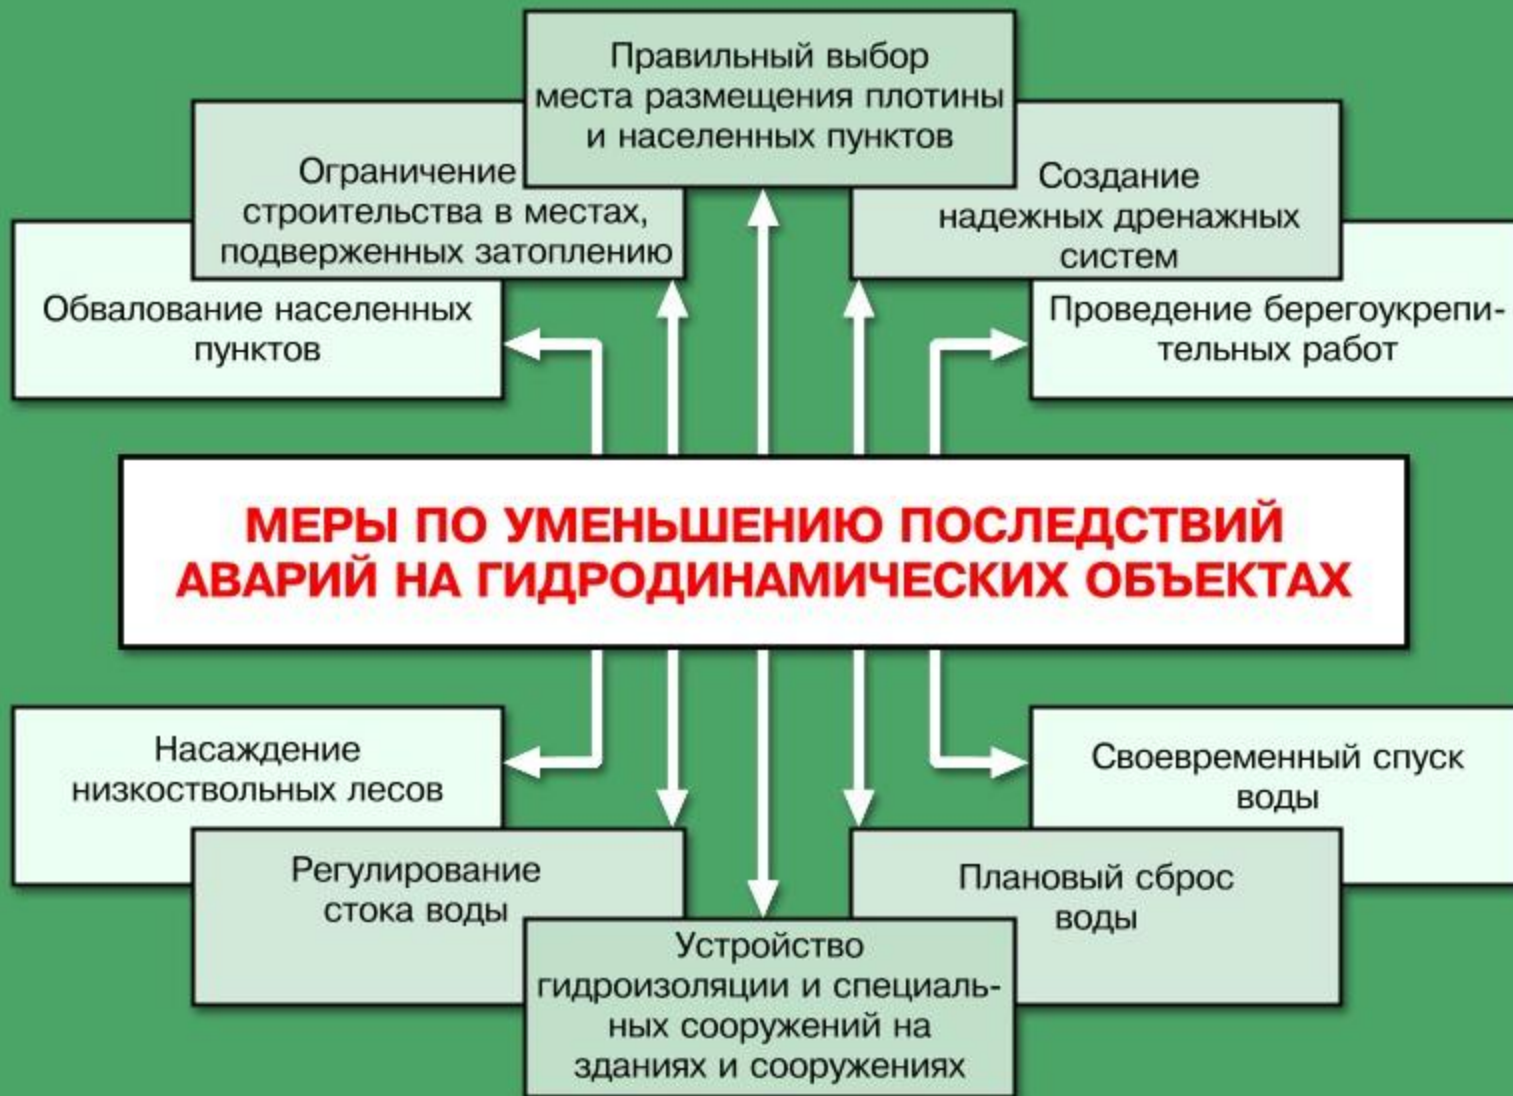 Правильный выбор
места размещения плотины
и населенных пунктов
Ограничение
строительства в местах,
подверженных затоплению
Создание
надежных дренажных
систем
Обвалование населенных
пунктов
Проведение берегоукрепи-
тельных работ
МЕРЫ ПО УМЕНЬШЕНИЮ ПОСЛЕДСТВИЙ
АВАРИЙ НА ГИДРОДИНАМИЧЕСКИХ ОБЪЕКТАХ
Насаждение
низкоствольных лесов
Своевременный спуск
воды
Регулирование
стока воды
Плановый сброс
воды
Устройство
гидроизоляции и специаль-
ных сооружений на
зданиях и сооружениях